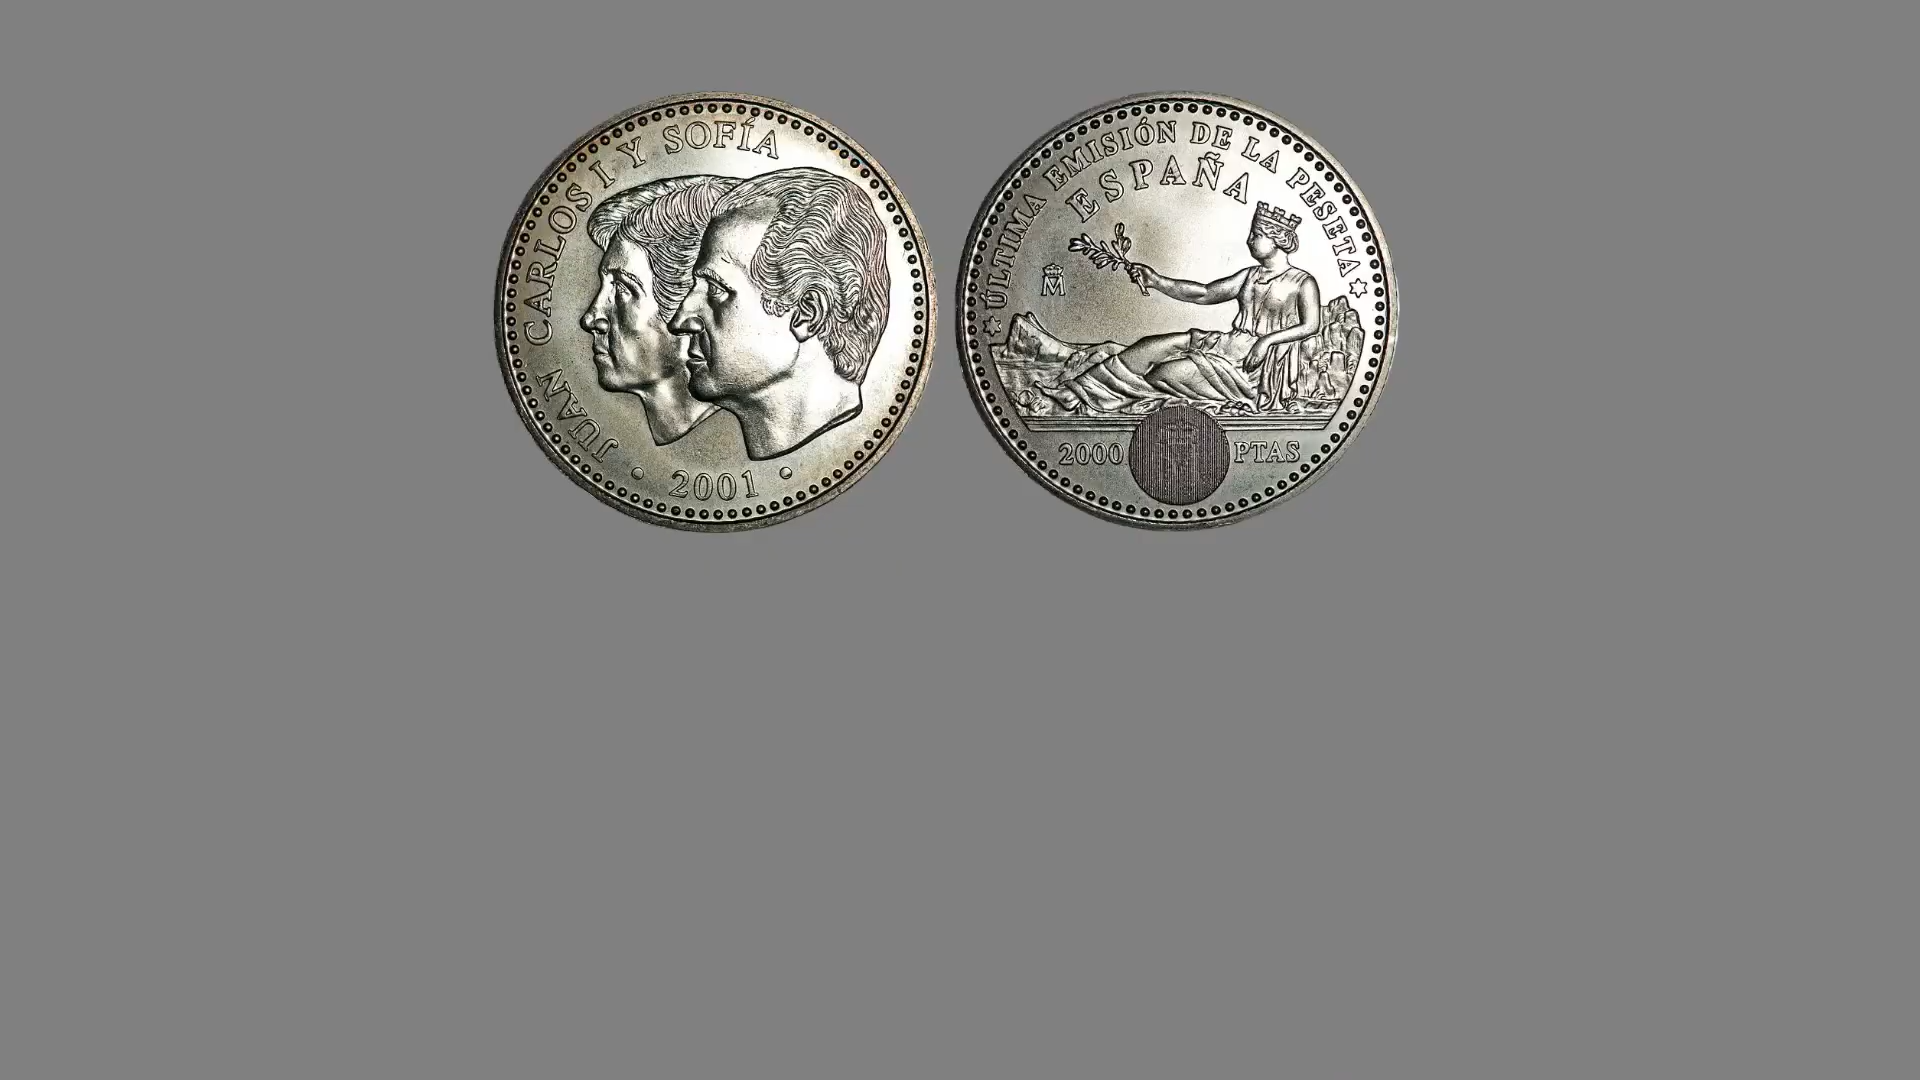 JUAN CARLOS I Y SOFÍA
· 2001 ·
ÚLTIMA EMISIÓN DE LA PESETA
ESPAÑA
M
2000 PTAS